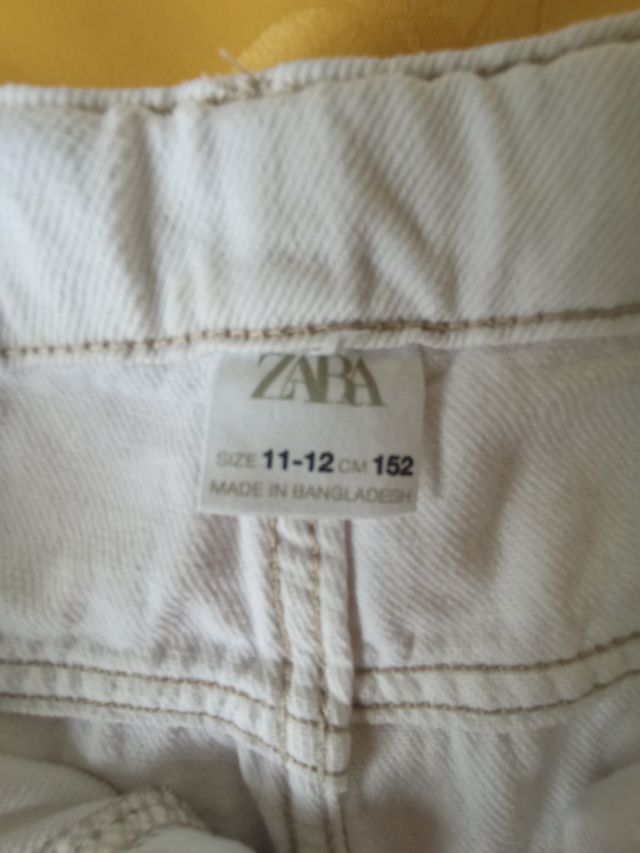 ZARA
SIZE 11-12 CM 152
MADE IN BANGLADESH